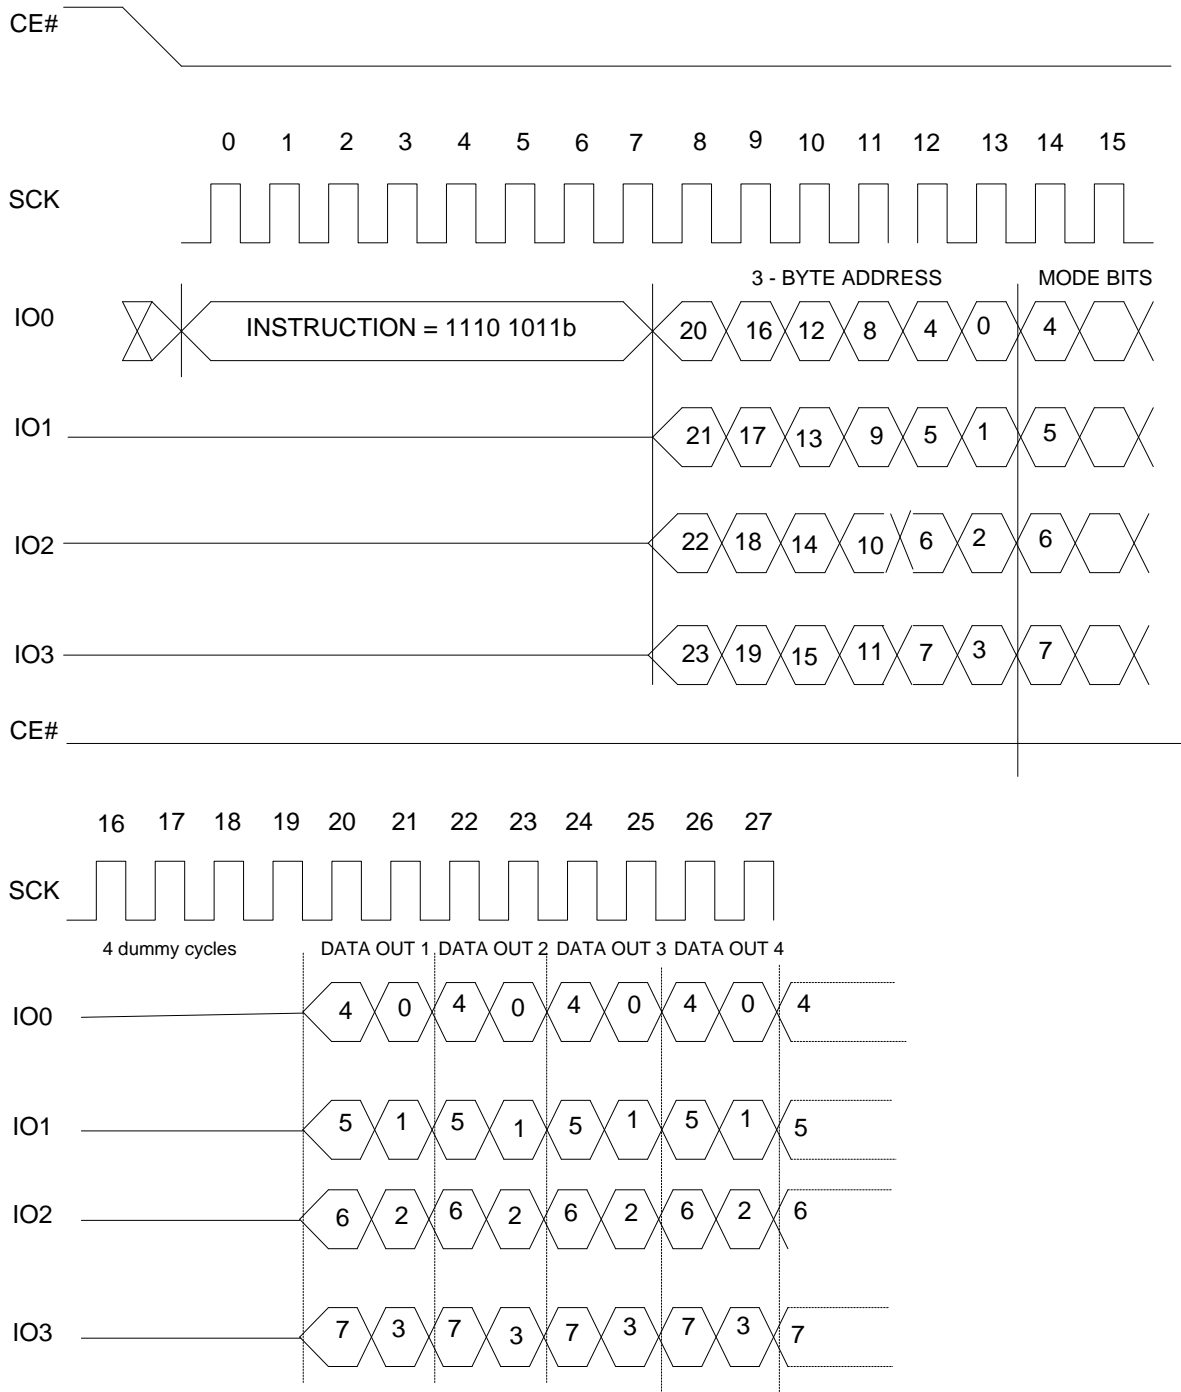 CE#
0 1 2 3 4 5 6 7 8 9 10 11 12 13 14 15
SCK
3 - BYTE ADDRESS MODE BITS
IO0 INSTRUCTION = 1110 1011b 20 16 12 8 4 0 4
IO1 21 17 13 9 5 1 5
IO2 22 18 14 10 6 2 6
IO3 23 19 15 11 7 3 7
CE#
16 17 18 19 20 21 22 23 24 25 26 27
SCK
4 dummy cycles DATA OUT 1 DATA OUT 2 DATA OUT 3 DATA OUT 4
IO0 4 0 4 0 4 0 4 0 4
IO1 5 1 5 1 5 1 5 1 5
IO2 6 2 6 2 6 2 6 2 6
IO3 7 3 7 3 7 3 7 3 7